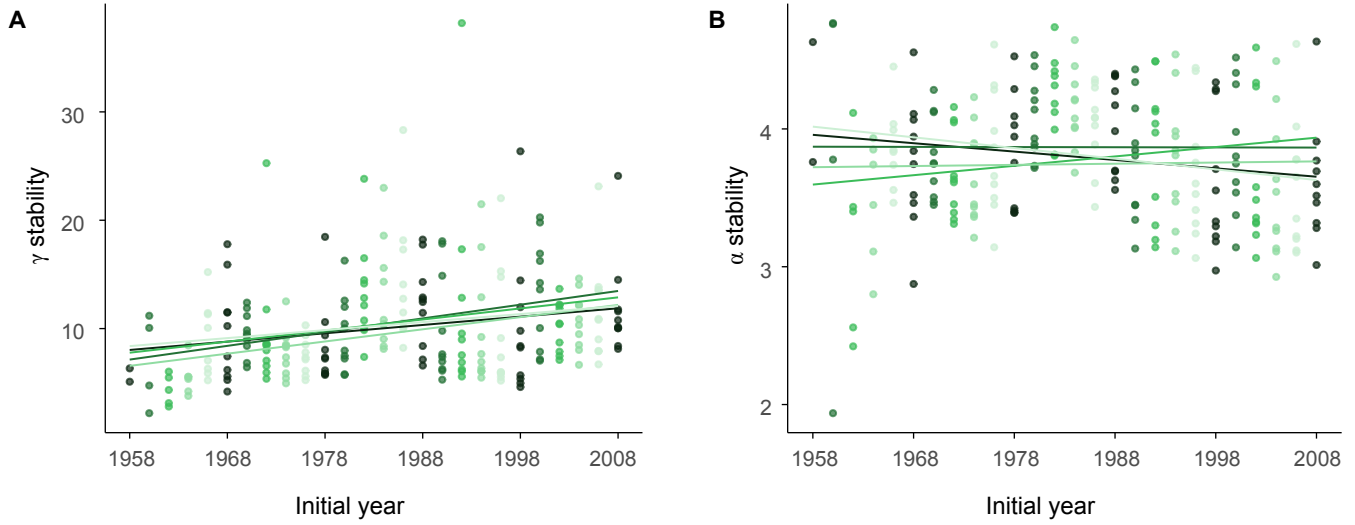 A
γ stability
30
20
10
1958 1968 1978 1988 1998 2008
Initial year
B
α stability
4
3
2
1958 1968 1978 1988 1998 2008
Initial year